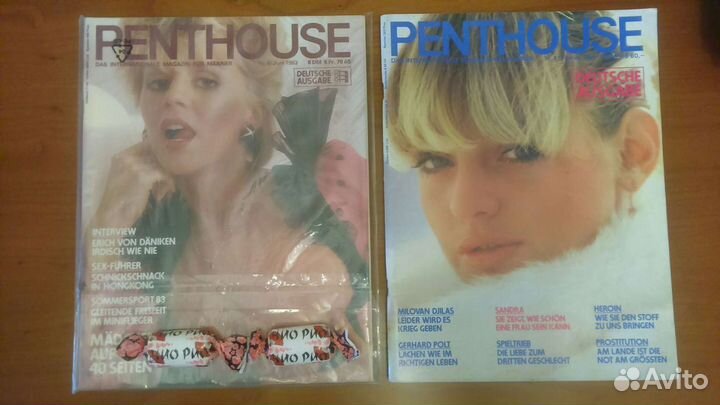 PENTHOUSE
DAS INTERNATIONALE MAGAZIN FÜR MÄNNER
DEUTSCHE
AUSGABE
INTERVIEW
ERICH VON DÄNIKEN
IRDISCH WIE NIE
SEX-FÜHRER
SCHNICKSCHNACK
IN HONGKONG
SOMMERSPORT 83
GLEITENDE FREIZEIT
IM MINIFLIEGER
40 SEITEN
PENTHOUSE
DEUTSCHE
AUSGABE
MILOVAN DJILAS
LEIDER WIRD ES
KRIEG GEBEN
GERHARD POLT
LACHEN WIE IM
RICHTIGEN LEBEN
SANDRA
SIE ZEIGT, WIE SCHÖN
EINE FRAU SEIN KANN
SPIELTRIEB
DIE LIEBE ZUM
DRITTEN GESCHLECHT
HEROIN
WIE SIE DEN STOFF
ZU UNS BRINGEN
PROSTITUTION
AM LANDE IST DIE
NOT AM GRÖSSTEN
Avito